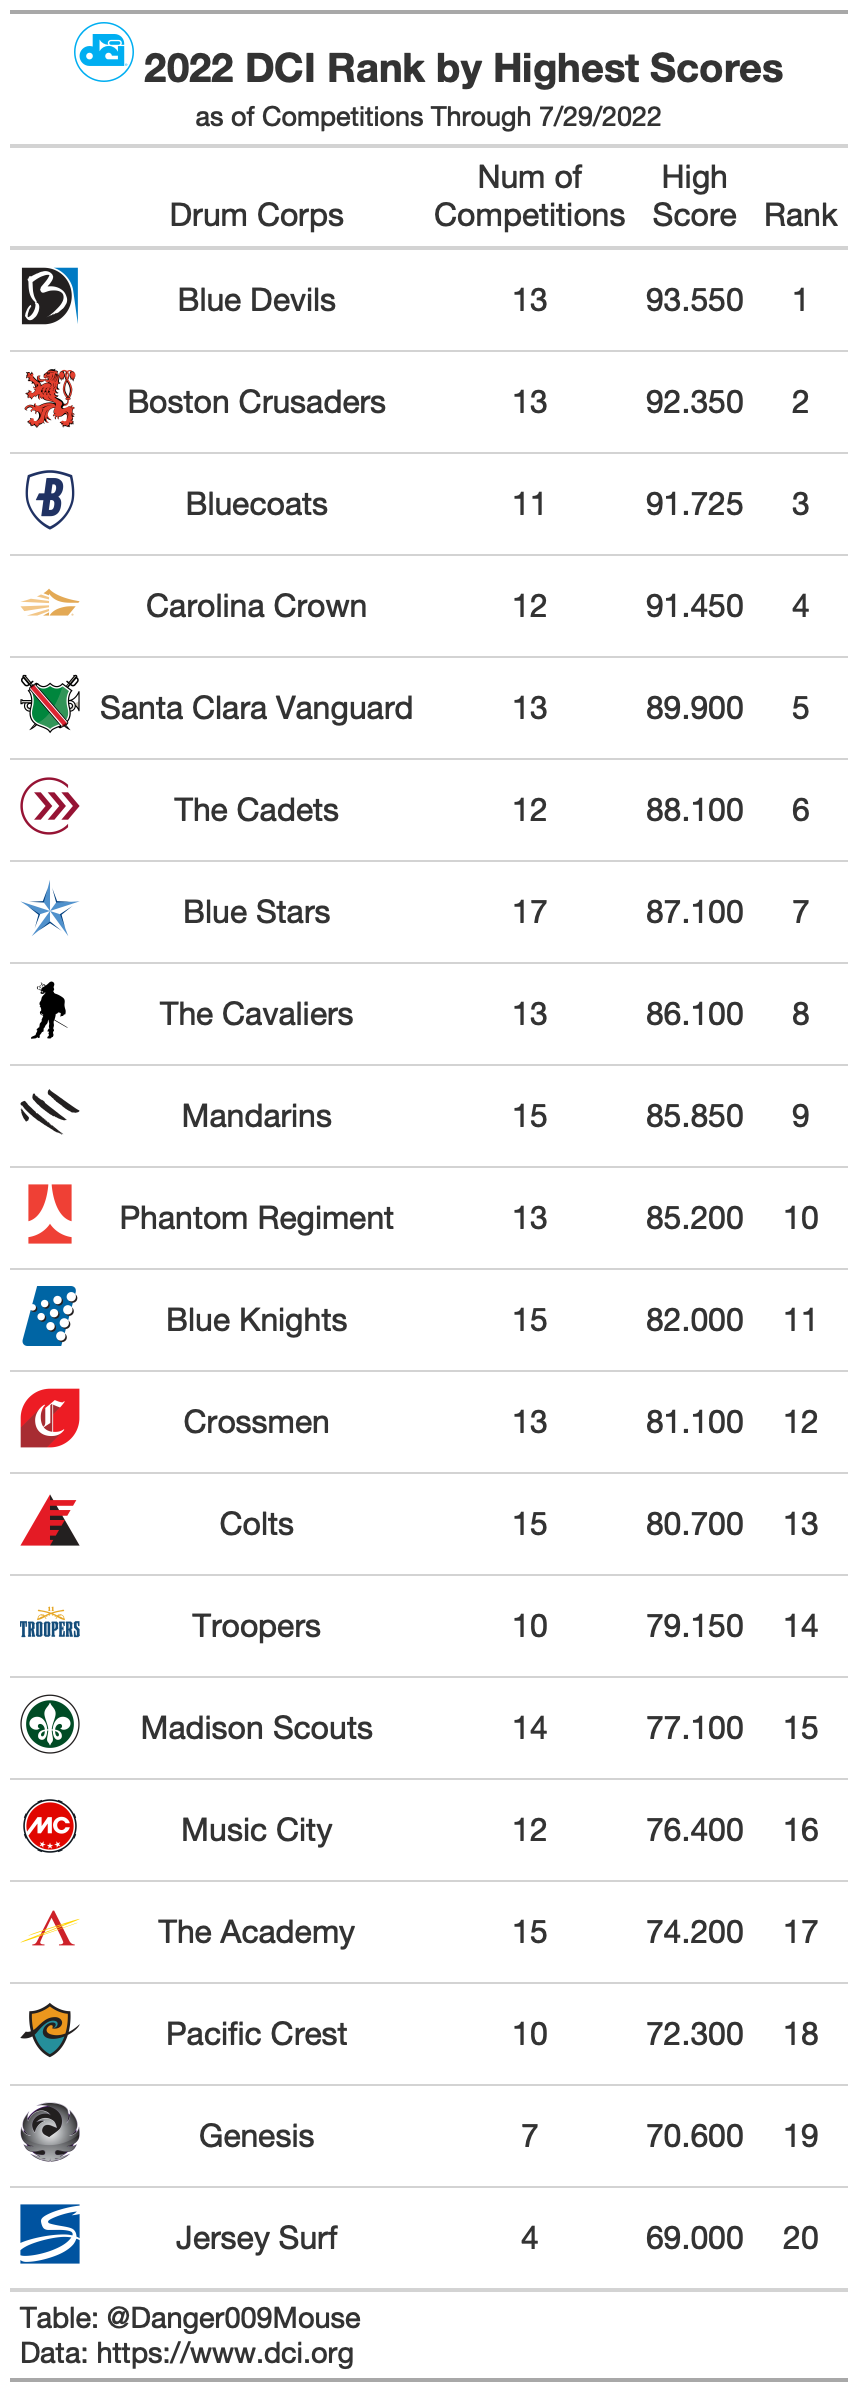 dci
2022 DCI Rank by Highest Scores
as of Competitions Through 7/29/2022
Drum Corps Num of Competitions High Score Rank
B Blue Devils 13 93.550 1
Boston Crusaders 13 92.350 2
B Bluecoats 11 91.725 3
Carolina Crown 12 91.450 4
Santa Clara Vanguard 13 89.900 5
The Cadets 12 88.100 6
Blue Stars 17 87.100 7
The Cavaliers 13 86.100 8
Mandarins 15 85.850 9
Phantom Regiment 13 85.200 10
Blue Knights 15 82.000 11
C Crossmen 13 81.100 12
Colts 15 80.700 13
TROOPERS Troopers 10 79.150 14
Madison Scouts 14 77.100 15
MC Music City 12 76.400 16
A The Academy 15 74.200 17
Pacific Crest 10 72.300 18
Genesis 7 70.600 19
S Jersey Surf 4 69.000 20
Table: @Danger009Mouse
Data: https://www.dci.org